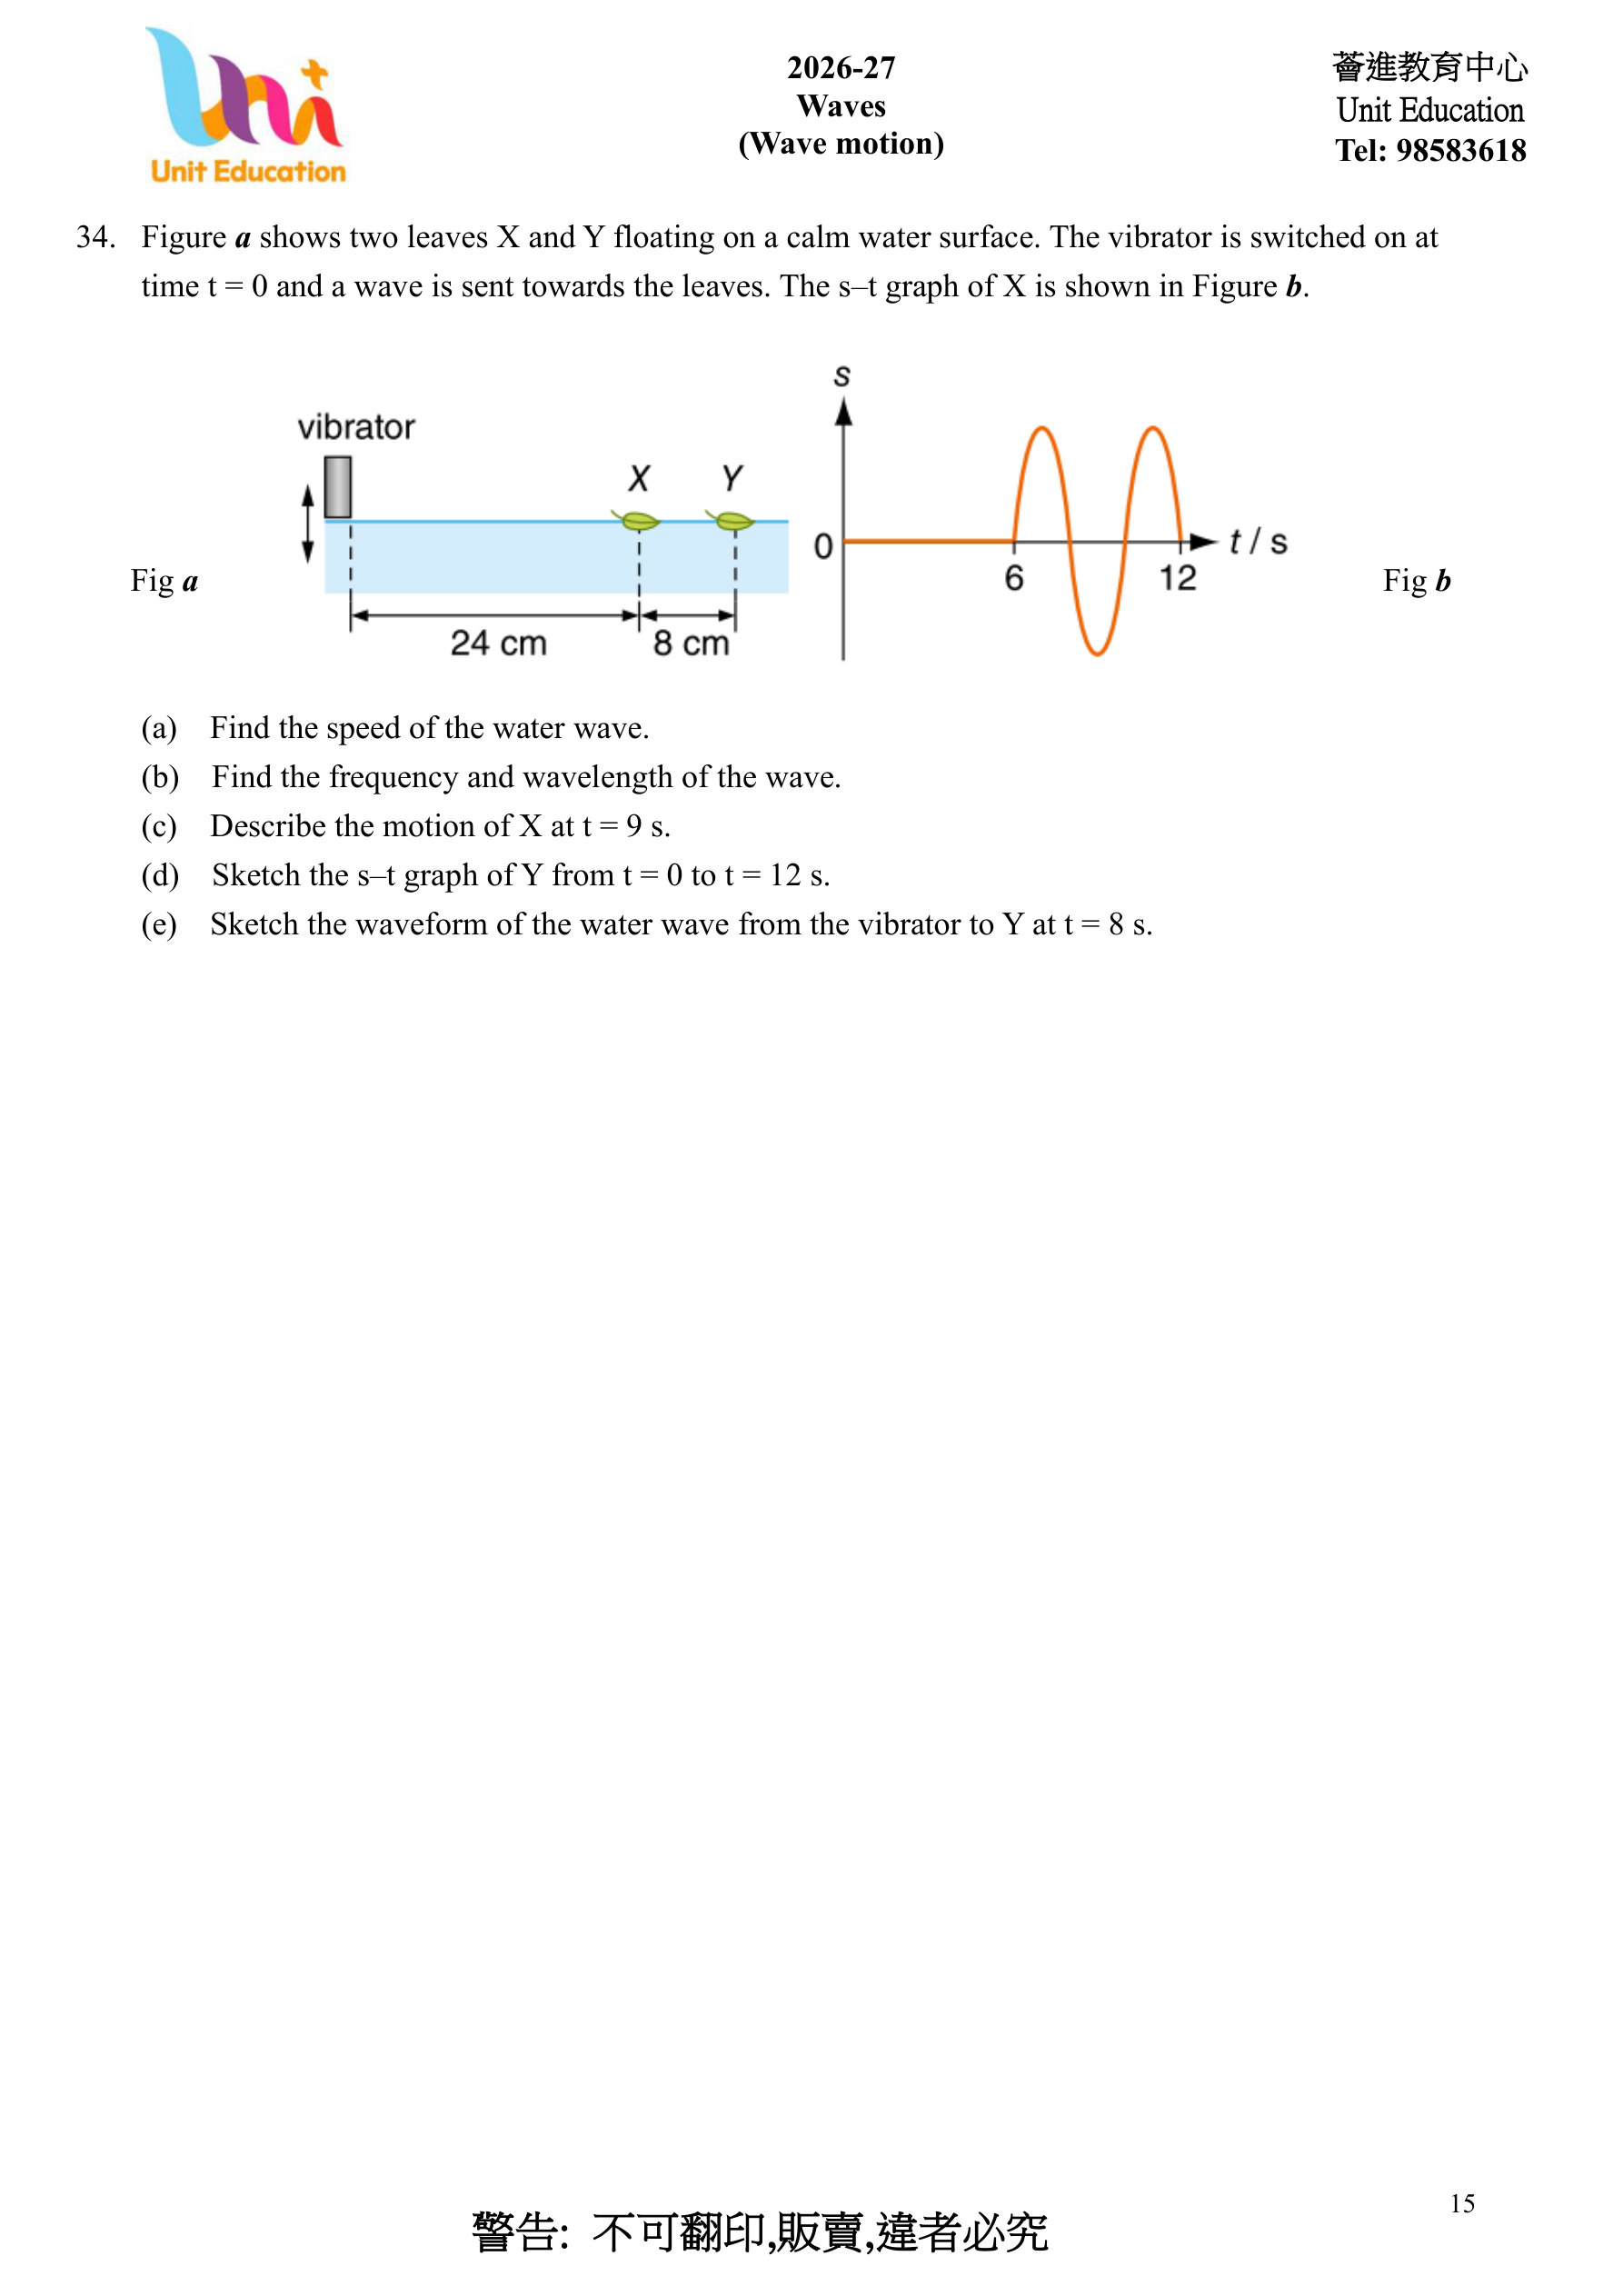 Unit Education
2026-27
Waves
(Wave motion)
薈進教育中心
Unit Education
Tel: 98583618
34. Figure a shows two leaves X and Y floating on a calm water surface. The vibrator is switched on at
time t = 0 and a wave is sent towards the leaves. The s–t graph of X is shown in Figure b.
vibrator
X Y
24 cm 8 cm
Fig a
s
0
6 12
t / s
Fig b
(a) Find the speed of the water wave.
(b) Find the frequency and wavelength of the wave.
(c) Describe the motion of X at t = 9 s.
(d) Sketch the s–t graph of Y from t = 0 to t = 12 s.
(e) Sketch the waveform of the water wave from the vibrator to Y at t = 8 s.
15
警告: 不可翻印,販賣,違者必究